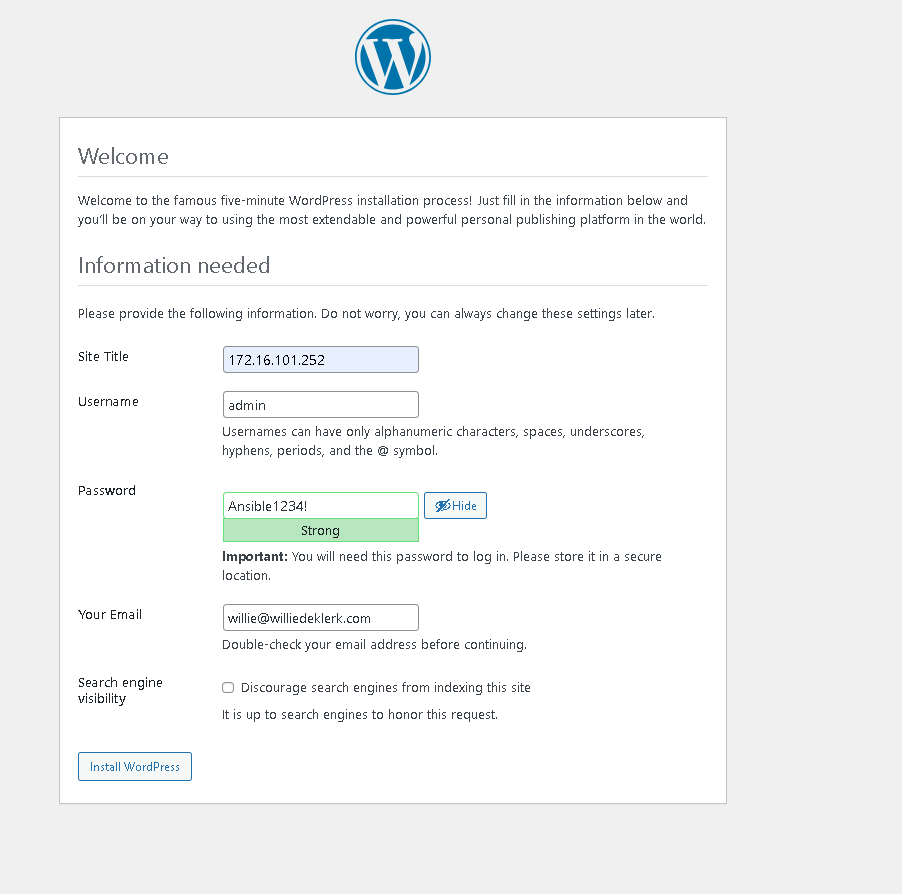 Welcome
Welcome to the famous five-minute WordPress installation process! Just fill in the information below and
you'll be on your way to using the most extendable and powerful personal publishing platform in the world.
Information needed
Please provide the following information. Do not worry, you can always change these settings later.
Site Title
172.16.101.252
Username
admin
Usernames can have only alphanumeric characters, spaces, underscores,
hyphens, periods, and the @ symbol.
Password
Ansible1234!
Hide
Strong
Important: You will need this password to log in. Please store it in a secure
location.
Your Email
willie@williedeklerk.com
Double-check your email address before continuing.
Search engine
visibility
Discourage search engines from indexing this site
It is up to search engines to honor this request.
Install WordPress